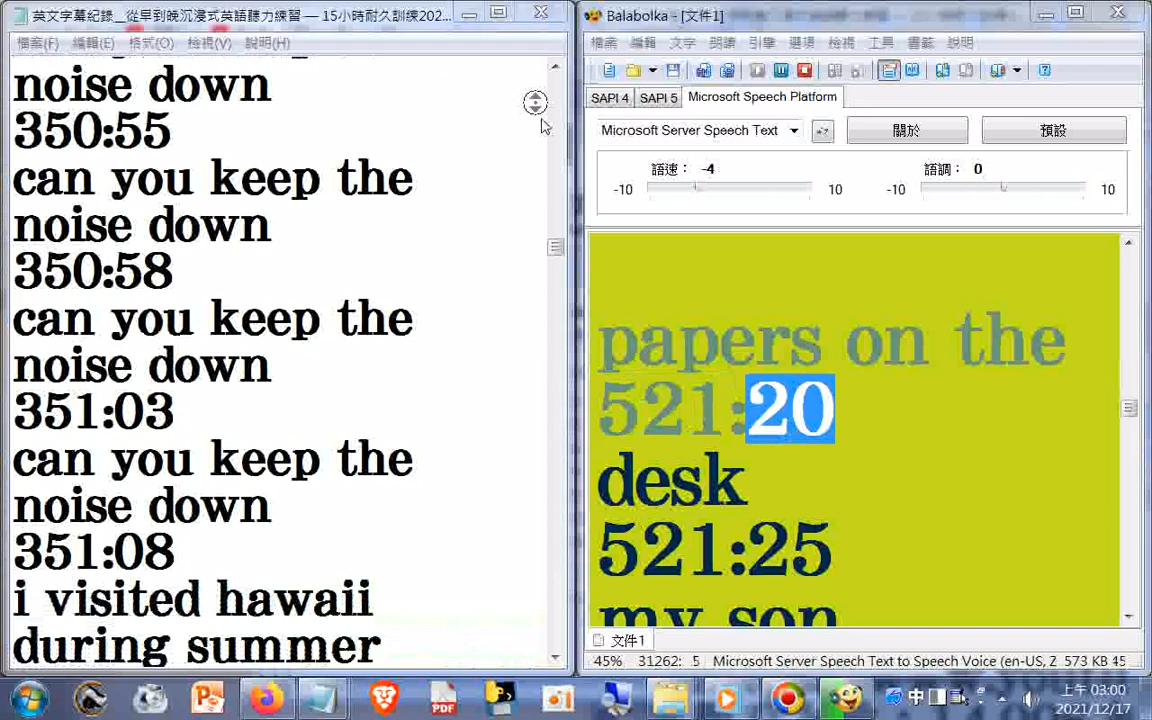 英文字幕紀錄__從早到晚沉浸式英語聽力練習 — 15小時耐久訓練202...
檔案(F) 編輯(E) 格式(O) 檢視(V) 說明(H)
noise down
350:55
can you keep the
noise down
350:58
can you keep the
noise down
351:03
can you keep the
noise down
351:08
i visited hawaii
during summer
Balabolka - [文件1]
檔案 編輯 文字 朗讀 引擎 選項 檢視 工具 書籤 說明
SAPI 4 SAPI 5 Microsoft Speech Platform
Microsoft Server Speech Text 關於 預設
語速： -4 語調： 0
-10 10 -10 10
papers on the
521:20
desk
521:25
my son
文件1
45% 31262: 5 Microsoft Server Speech Text to Speech Voice (en-US, 2 573 KB 45
PDF 中 上午 03:00
2021/12/17